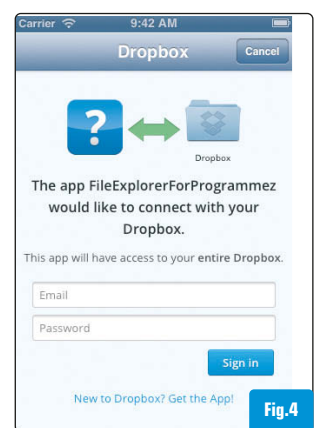 Carrier 9:42 AM
Dropbox Cancel
?
Dropbox
The app FileExplorerForProgrammez
would like to connect with your
Dropbox.
This app will have access to your entire Dropbox.
Email
Password
Sign in
New to Dropbox? Get the App!
Fig.4